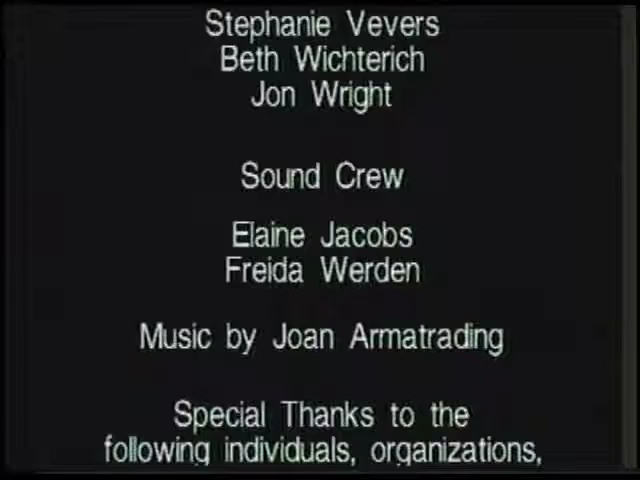 Stephanie Vevers
Beth Wichterich
Jon Wright
Sound Crew
Elaine Jacobs
Freida Werden
Music by Joan Armatrading
Special Thanks to the
following individuals, organizations,